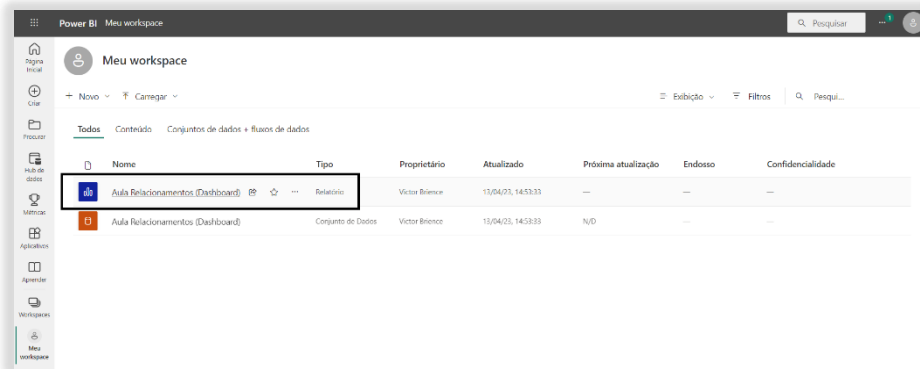 Power BI Meu workspace
Pesquisar
1
Meu workspace
Página
Inicial
Criar
Procurar
Hub de
dados
Métricas
Aplicativos
Aprender
Workspaces
Meu
workspace
+ Novo Carregar
Exibição Filtros Pesqui...
Todos Conteúdo Conjuntos de dados + fluxos de dados
Nome Tipo Proprietário Atualizado Próxima atualização Endosso Confidencialidade
Aula Relacionamentos (Dashboard) ... Relatório Victor Brience 13/04/23, 14:53:33 — — —
Aula Relacionamentos (Dashboard) Conjunto de Dados Victor Brience 13/04/23, 14:53:33 N/D — —